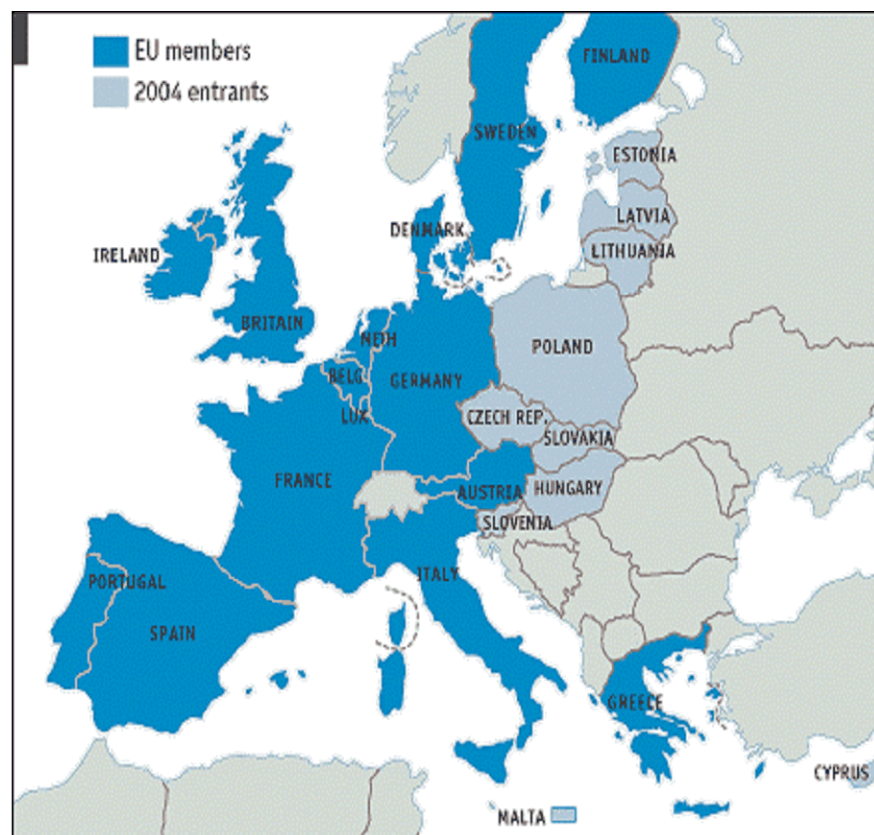 EU members
2004 entrants
FINLAND
SWEDEN
ESTONIA
LATVIA
DENMARK
LITHUANIA
IRELAND
BRITAIN
NETH
POLAND
BELG
GERMANY
LUX
CZECH REP.
SLOVAKIA
FRANCE
AUSTRIA
HUNGARY
SLOVENIA
ITALY
PORTUGAL
SPAIN
GREECE
CYPRUS
MALTA